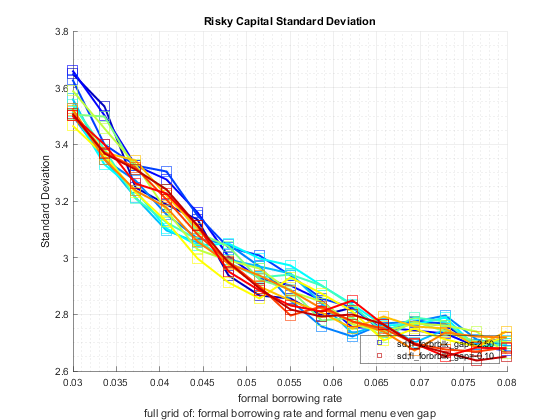 Risky Capital Standard Deviation
Standard Deviation
3.8
3.6
3.4
3.2
3
2.8
2.6
0.03 0.035 0.04 0.045 0.05 0.055 0.06 0.065 0.07 0.075 0.08
formal borrowing rate
full grid of: formal borrowing rate and formal menu even gap